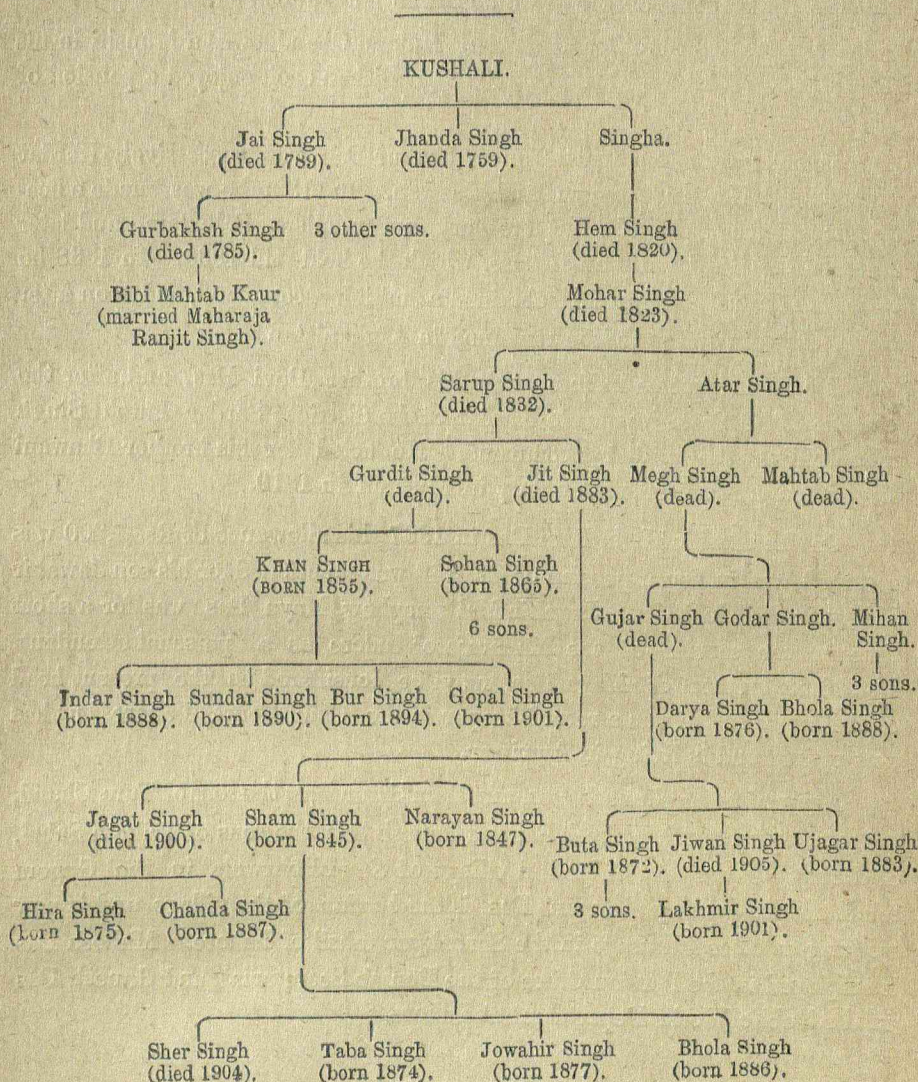 KUSHALI.
Jai Singh Jhanda Singh Singha.
(died 1789). (died 1759).
Gurbakhsh Singh 3 other sons. Hem Singh
(died 1785). (died 1820).
Bibi Mahtab Kaur Mohar Singh
(married Maharaja (died 1823).
Ranjit Singh).
Sarup Singh Atar Singh.
(died 1832).
Gurdit Singh Jit Singh Megh Singh Mahtab Singh
(dead). (died 1883). (dead). (dead).
KHAN SINGH Sohan Singh
(BORN 1855). (born 1865).
Gujar Singh Godar Singh. Mihan
6 sons. (dead). Singh.
3 sons.
Indar Singh Sundar Singh Bur Singh Gopal Singh Darya Singh Bhola Singh
(born 1888). (born 1890). (born 1894). (born 1901). (born 1876). (born 1888).
Jagat Singh Sham Singh Narayan Singh
(died 1900). (born 1845). (born 1847).
Buta Singh Jiwan Singh Ujagar Singh
(born 1872). (died 1905). (born 1883).
Hira Singh Chanda Singh 3 sons. Lakhmir Singh
(born 1875). (born 1887). (born 1901).
Sher Singh Taba Singh Jowahir Singh Bhola Singh
(died 1904). (born 1874). (born 1877). (born 1886).